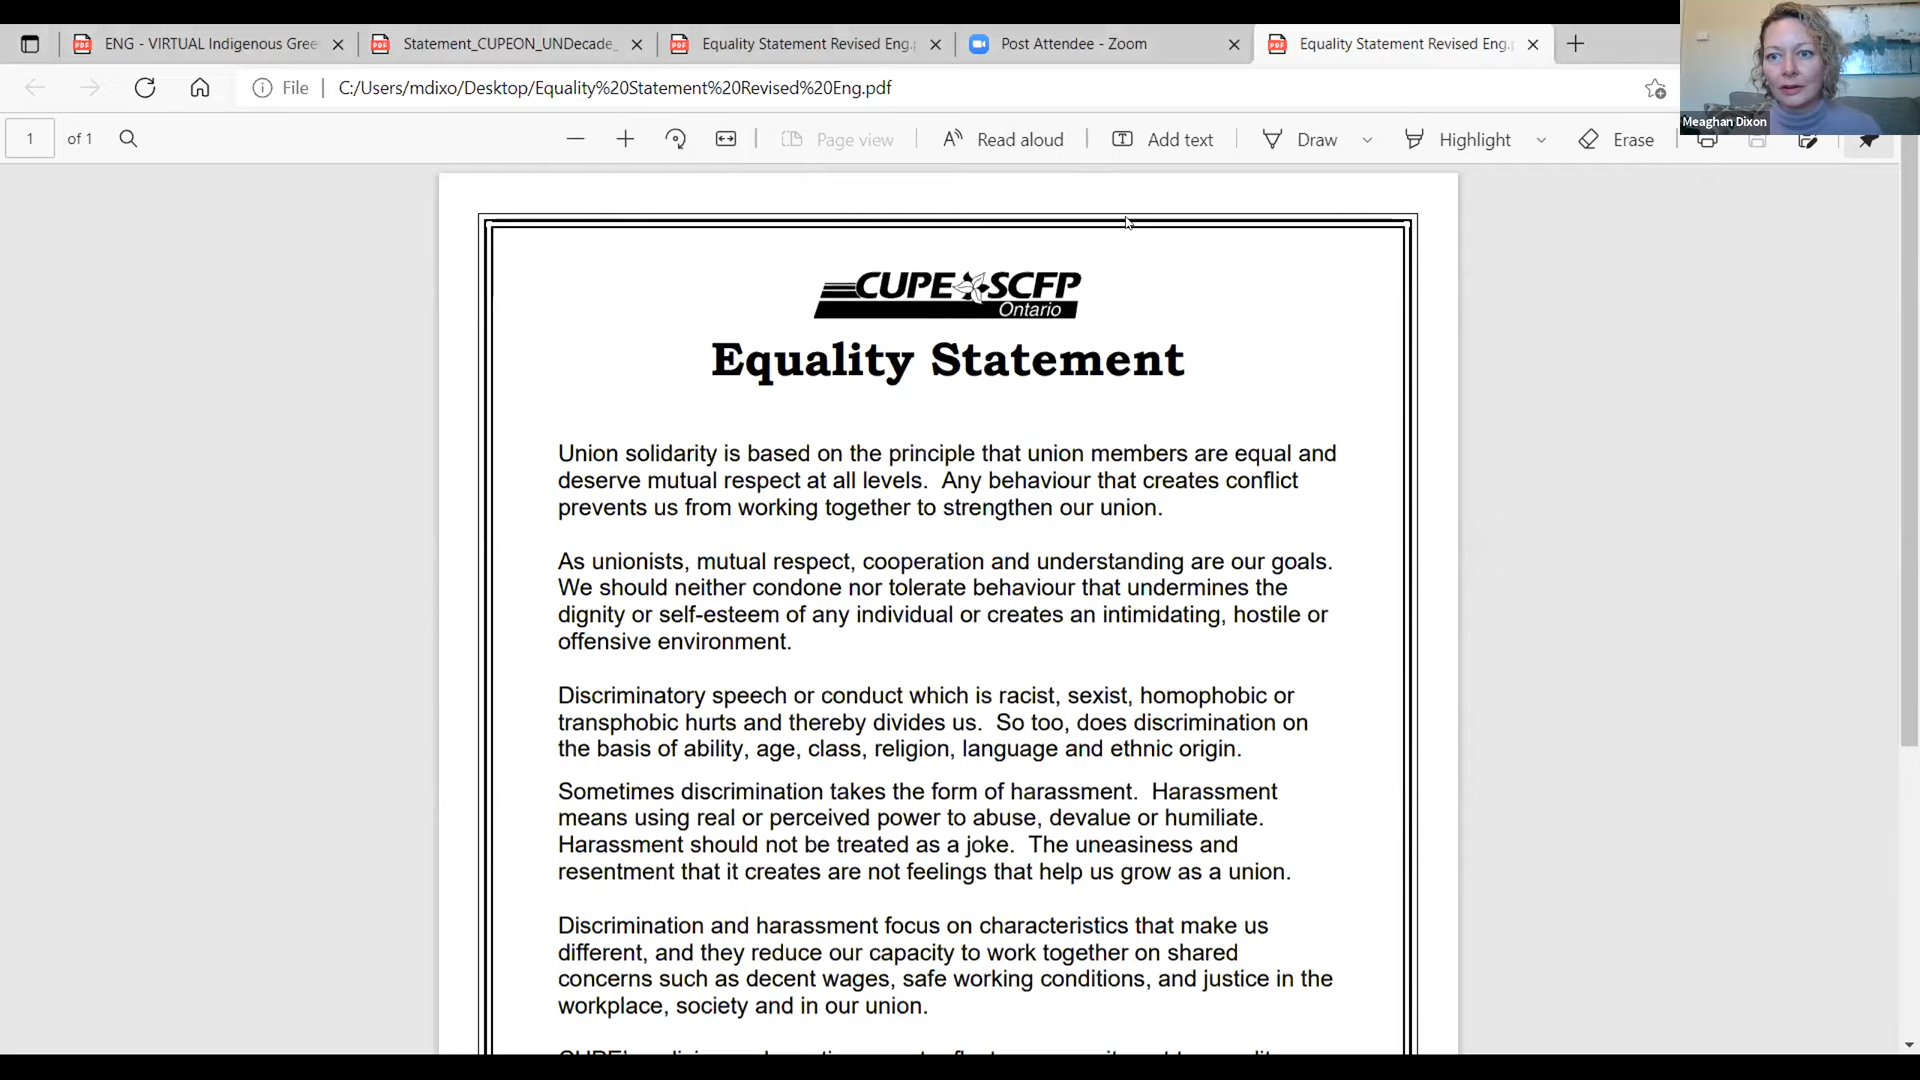 ENG - VIRTUAL Indigenous Gree
Statement_CUPEON_UNDecade_
Equality Statement Revised Eng.
Post Attendee - Zoom
Equality Statement Revised Eng.p
File
C:/Users/mdixo/Desktop/Equality%20Statement%20Revised%20Eng.pdf
Meaghan Dixon
1 of 1
Page view
Read aloud
Add text
Draw
Highlight
Erase
CUPE SCFP
Ontario
Equality Statement
Union solidarity is based on the principle that union members are equal and
deserve mutual respect at all levels.  Any behaviour that creates conflict
prevents us from working together to strengthen our union.
As unionists, mutual respect, cooperation and understanding are our goals.
We should neither condone nor tolerate behaviour that undermines the
dignity or self-esteem of any individual or creates an intimidating, hostile or
offensive environment.
Discriminatory speech or conduct which is racist, sexist, homophobic or
transphobic hurts and thereby divides us.  So too, does discrimination on
the basis of ability, age, class, religion, language and ethnic origin.
Sometimes discrimination takes the form of harassment.  Harassment
means using real or perceived power to abuse, devalue or humiliate.
Harassment should not be treated as a joke.  The uneasiness and
resentment that it creates are not feelings that help us grow as a union.
Discrimination and harassment focus on characteristics that make us
different, and they reduce our capacity to work together on shared
concerns such as decent wages, safe working conditions, and justice in the
workplace, society and in our union.